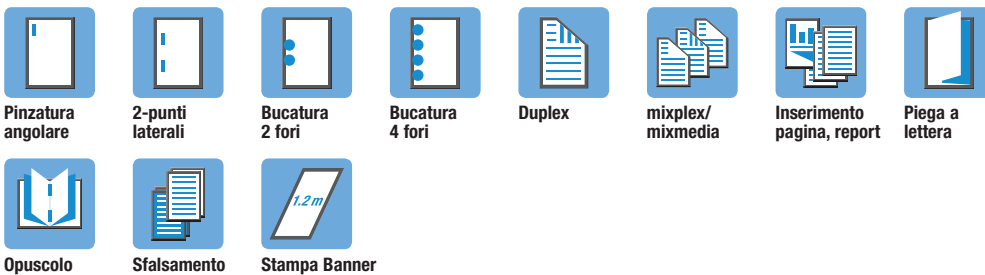 Pinzatura
angolare
2-punti
laterali
Bucatura
2 fori
Bucatura
4 fori
Duplex
mixplex/
mixmedia
Inserimento
pagina, report
Piega a
lettera
1.2 m
Opuscolo
Sfalsamento
Stampa Banner